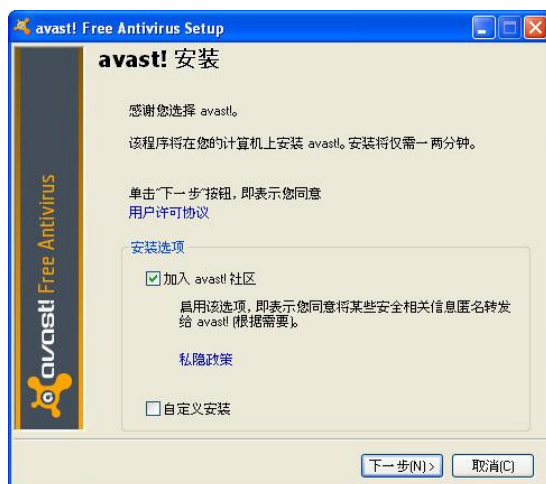 avast! Free Antivirus Setup
avast! 安装
感谢您选择 avast!。
该程序将在您的计算机上安装 avast!。安装将仅需一两分钟。
单击"下一步"按钮，即表示您同意
用户许可协议
安装选项
加入 avast! 社区
启用该选项，即表示您同意将某些安全相关信息匿名转发
给 avast! (根据需要)。
私隐政策
自定义安装
avast! Free Antivirus
下一步(N) >
取消(C)